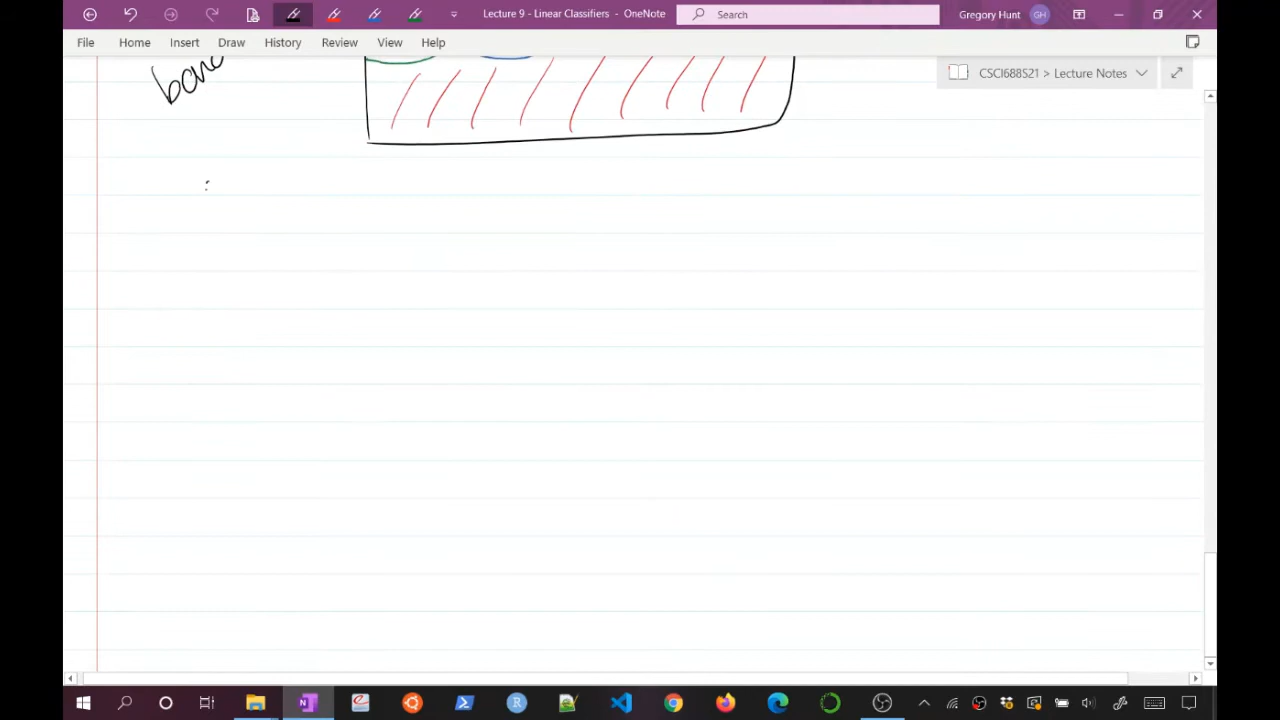 Lecture 9 - Linear Classifiers - OneNote
Search
Gregory Hunt
GH
File Home Insert Draw History Review View Help
CSCI688S21 > Lecture Notes